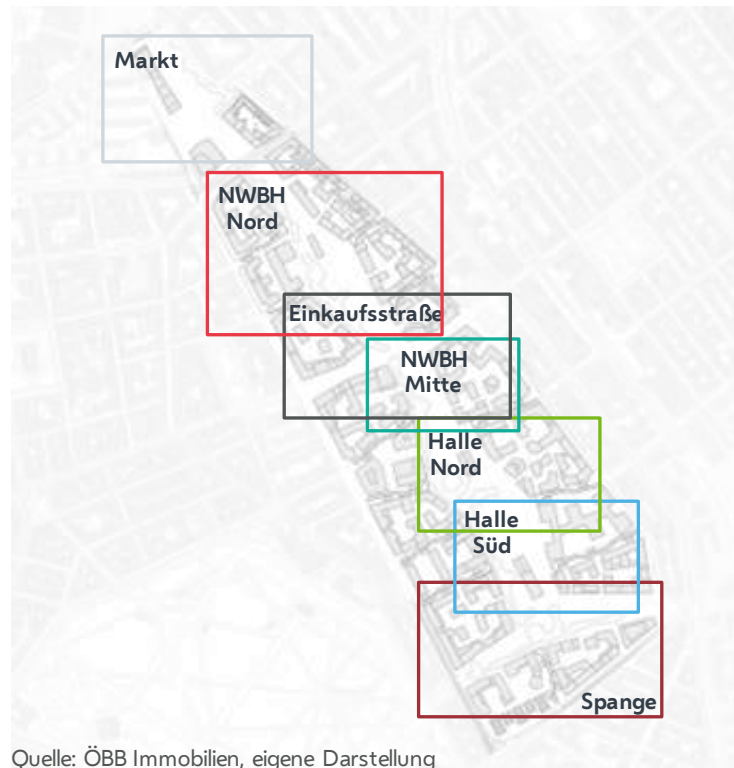 Markt
NWBH
Nord
Einkaufsstraße
NWBH
Mitte
Halle
Nord
Halle
Süd
Spange
Quelle: ÖBB Immobilien, eigene Darstellung